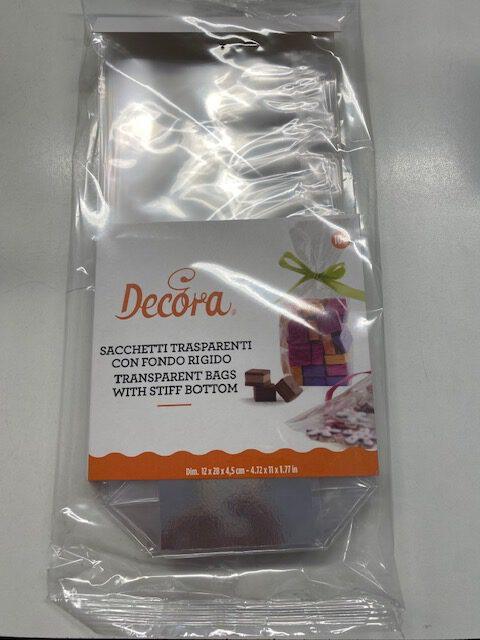 Decora
SACCHETTI TRASPARENTI
CON FONDO RIGIDO
TRANSPARENT BAGS
WITH STIFF BOTTOM
Dim. 12 x 28 x 4,5 cm - 4.72 x 11 x 1.77 in